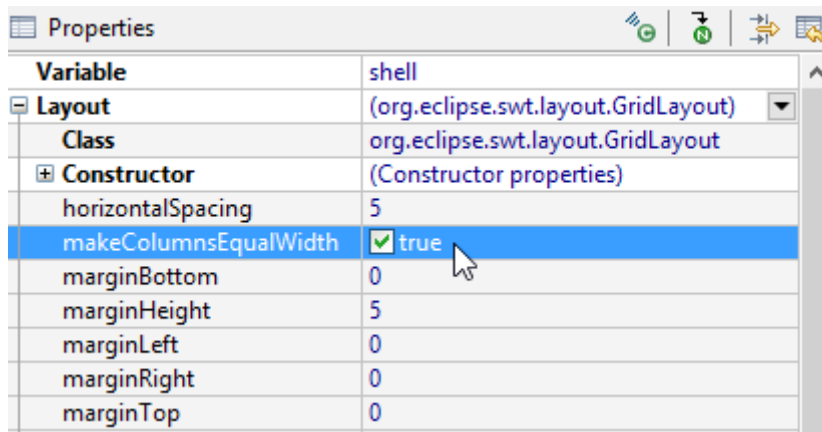 Properties
Variable shell
Layout (org.eclipse.swt.layout.GridLayout)
Class org.eclipse.swt.layout.GridLayout
Constructor (Constructor properties)
horizontalSpacing 5
makeColumnsEqualWidth true
marginBottom 0
marginHeight 5
marginLeft 0
marginRight 0
marginTop 0